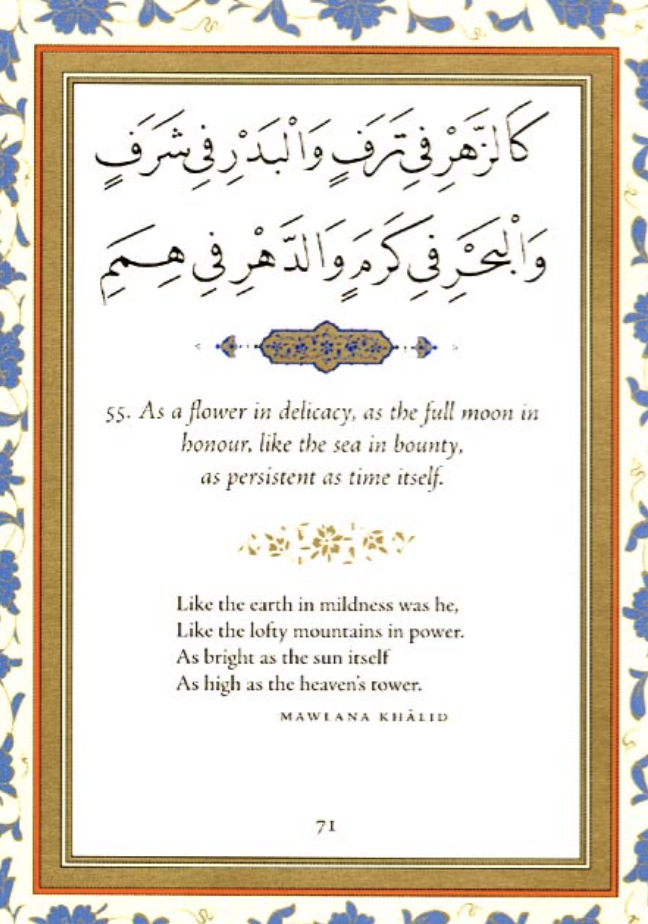 كَالزَّهْرِ فِي تَرَفٍ وَالْبَدْرِ فِي شَرَفٍ
وَالْبَحْرِ فِي كَرَمٍ وَالدَّهْرِ فِي هِمَمِ
55. As a flower in delicacy, as the full moon in
honour, like the sea in bounty,
as persistent as time itself.
Like the earth in mildness was he,
Like the lofty mountains in power.
As bright as the sun itself
As high as the heaven's tower.
MAWLANA KHĀLID
71